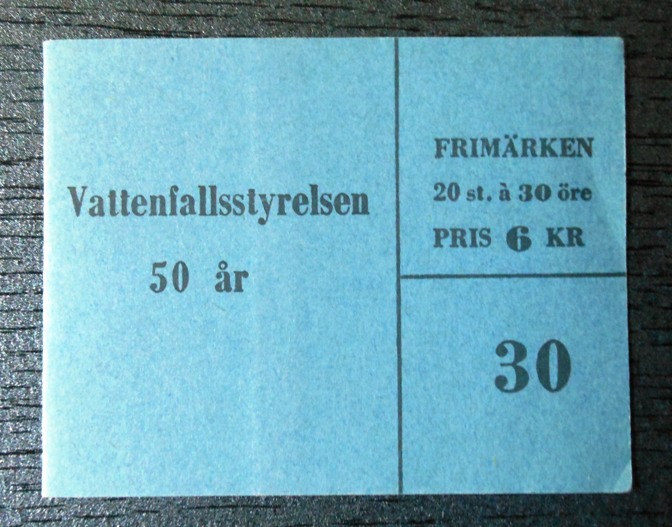 Vattenfallsstyrelsen
50 år
FRIMÄRKEN
20 st. à 30 öre
PRIS 6 KR
30